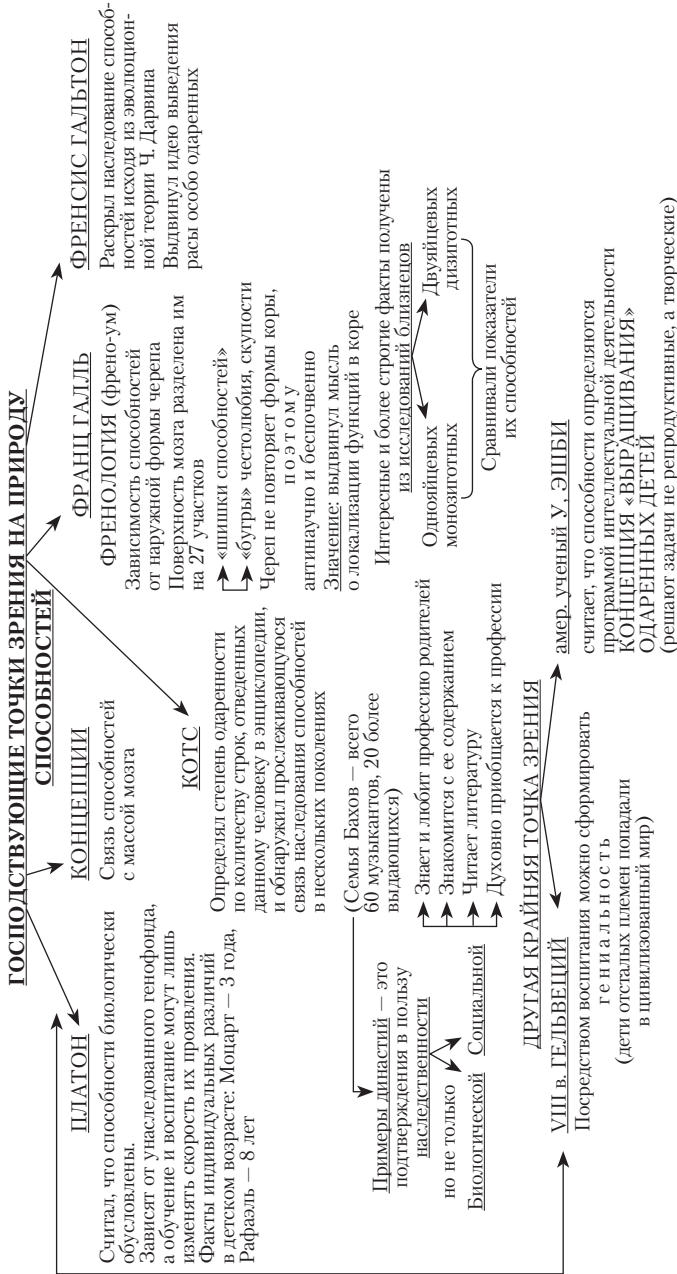 ГОСПОДСТВУЮЩИЕ ТОЧКИ ЗРЕНИЯ НА ПРИРОДУ
СПОСОБНОСТЕЙ
ПЛАТОН
Считал, что способности биологически
обусловлены.
Зависят от унаследованного генофонда,
а обучение и воспитание могут лишь
изменять скорость их проявления.
Факты индивидуальных различий
в детском возрасте: Моцарт — 3 года,
Рафаэль — 8 лет
КОНЦЕПЦИИ
Связь способностей
с массой мозга
КОТС
Определял степень одаренности
по количеству строк, отведенных
данному человеку в энциклопедии,
и обнаружил прослеживающуюся
связь наследования способностей
в нескольких поколениях
ФРАНЦ ГАЛЛЬ
ФРЕНОЛОГИЯ (френо-ум)
Зависимость способностей
от наружной формы черепа
Поверхность мозга разделена им
на 27 участков
«шишки способностей»
«бугры» честолюбия, скупости
Череп не повторяет формы коры,
поэтому
антинаучно и беспочвенно
Значение: выдвинул мысль
о локализации функций в коре
ФРЕНСИС ГАЛЬТОН
Раскрыл наследование способ-
ностей исходя из эволюцион-
ной теории Ч. Дарвина
Выдвинул идею выведения
расы особо одаренных
Примеры династий — это
подтверждения в пользу
наследственности
но не только
Биологической Социальной
(Семья Бахов — всего
60 музыкантов, 20 более
выдающихся)
Знает и любит профессию родителей
Знакомится с ее содержанием
Читает литературу
Духовно приобщается к профессии
Интересные и более строгие факты получены
из исследований близнецов
Однояйцевых
монозиготных
Двуяйцевых
дизиготных
Сравнивали показатели
их способностей
ДРУГАЯ КРАЙНЯЯ ТОЧКА ЗРЕНИЯ
VIII в. ГЕЛЬВЕЦИЙ
Посредством воспитания можно сформировать
гениальность
(дети отсталых племен попадали
в цивилизованный мир)
амер. ученый У. ЭШБИ
считает, что способности определяются
программой интеллектуальной деятельности
КОНЦЕПЦИЯ «ВЫРАЩИВАНИЯ»
ОДАРЕННЫХ ДЕТЕЙ
(решают задачи не репродуктивные, а творческие)